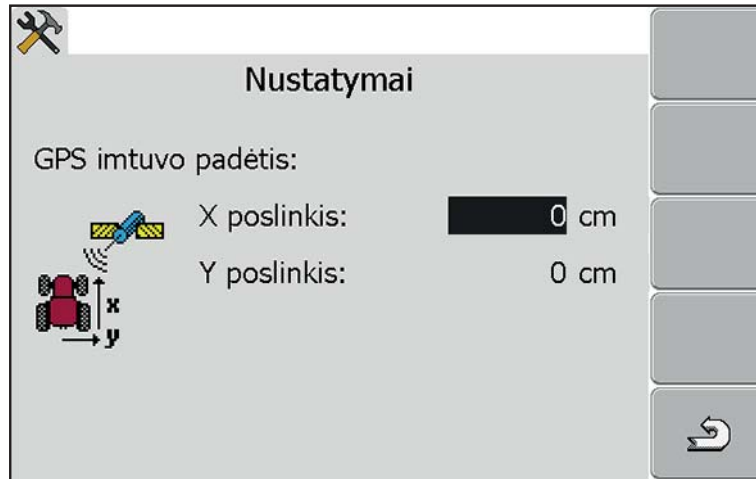 Nustatymai
GPS imtuvo padėtis:
X poslinkis: 0 cm
Y poslinkis: 0 cm
x
y